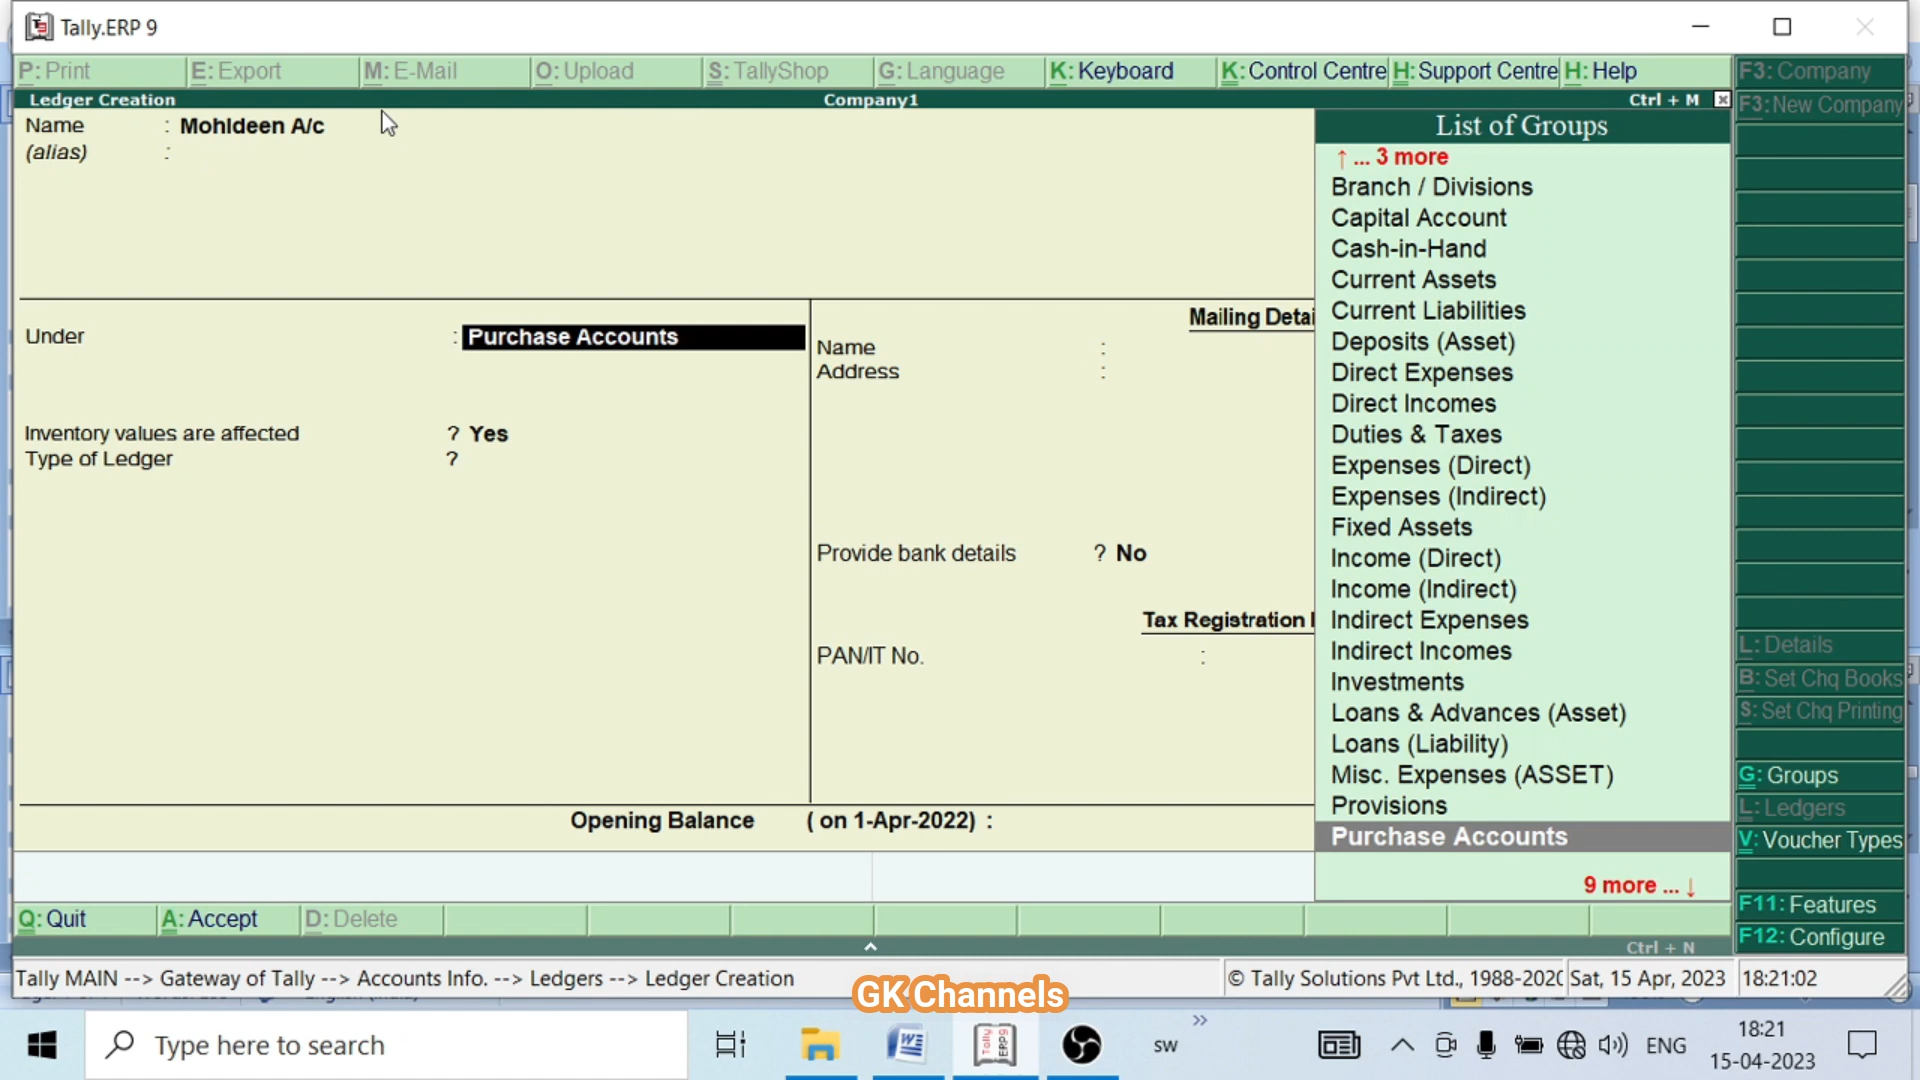 Tally.ERP 9
P: Print E: Export M: E-Mail O: Upload S: TallyShop G: Language K: Keyboard K: Control Centre H: Support Centre H: Help F3: Company
Ledger Creation Company1 Ctrl + M
F3: New Company
Name : Mohldeen A/c
(alias) :
List of Groups
↑ ... 3 more
Branch / Divisions
Capital Account
Cash-in-Hand
Current Assets
Current Liabilities
Deposits (Asset)
Direct Expenses
Direct Incomes
Duties & Taxes
Expenses (Direct)
Expenses (Indirect)
Fixed Assets
Income (Direct)
Income (Indirect)
Indirect Expenses
Indirect Incomes
Investments
Loans & Advances (Asset)
Loans (Liability)
Misc. Expenses (ASSET)
Provisions
Purchase Accounts
9 more ... ↓
Under : Purchase Accounts
Inventory values are affected ? Yes
Type of Ledger ?
Mailing Detai
Name :
Address :
Provide bank details ? No
Tax Registration
PAN/IT No. :
Opening Balance ( on 1-Apr-2022) :
L: Details
B: Set Chq Books
S: Set Chq Printing
G: Groups
L: Ledgers
V: Voucher Types
F11: Features
F12: Configure
Q: Quit A: Accept D: Delete
Ctrl + N
Tally MAIN --> Gateway of Tally --> Accounts Info. --> Ledgers --> Ledger Creation © Tally Solutions Pvt Ltd., 1988-2020 Sat, 15 Apr, 2023 18:21:02
GK Channels
Type here to search sw ENG 18:21
15-04-2023